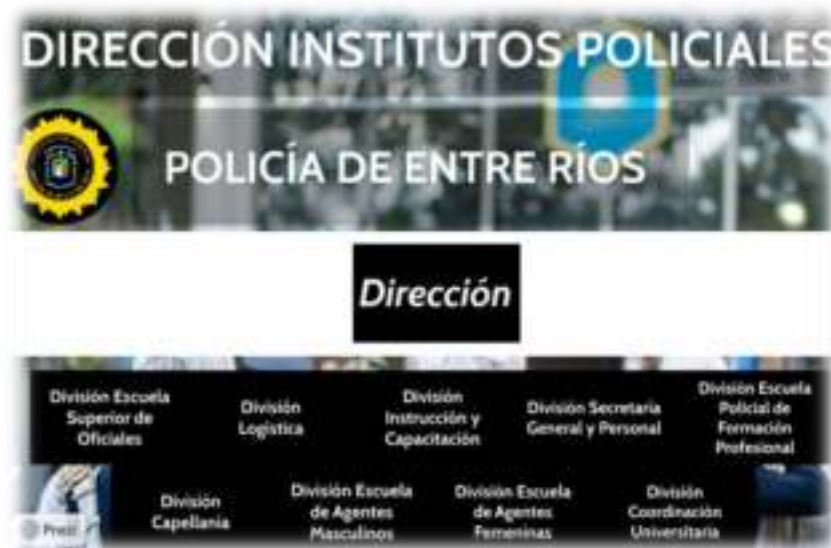 DIRECCIÓN INSTITUTOS POLICIALES
POLICÍA DE ENTRE RÍOS
Dirección
División Escuela
Superior de
Oficiales
División
Logística
División
Instrucción y
Capacitación
División Secretaria
General y Personal
División Escuela
Policial de
Formación
Profesional
División
Capellanía
División Escuela
de Agentes
Masculinos
División Escuela
de Agentes
Femeninas
División
Coordinación
Universitaria
Prezi